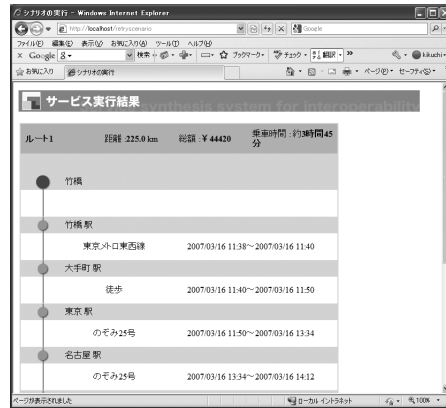 シナリオの実行 - Windows Internet Explorer
http://localhost/retryscenario
Google
ファイル(F) 編集(E) 表示(V) お気に入り(A) ツール(T) ヘルプ(H)
× Google 8 検索 ブックマーク チェック 翻訳 » kikuchi
お気に入り シナリオの実行 ページ(P) セーフティ(S)
サービス実行結果
thesis system for interoperability
ルート1 距離 :225.0 km 総額 :¥ 44420 乗車時間 :約3時間45分
竹橋
竹橋 駅
東京メトロ東西線 2007/03/16 11:38~2007/03/16 11:40
大手町 駅
徒歩 2007/03/16 11:40~2007/03/16 11:50
東京 駅
のぞみ25号 2007/03/16 11:50~2007/03/16 13:34
名古屋 駅
のぞみ25号 2007/03/16 13:34~2007/03/16 14:12
ページが表示されました ローカル イントラネット 100%